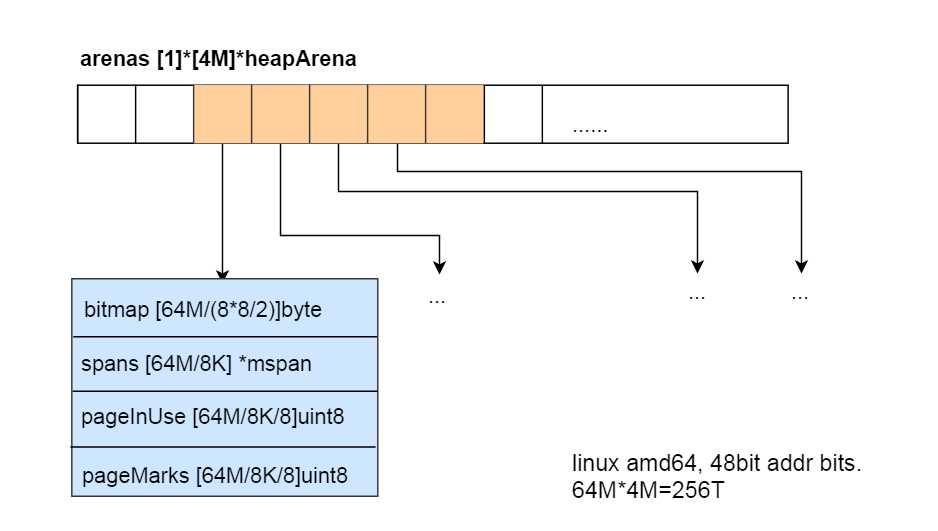 arenas [1]*[4M]*heapArena
......
bitmap [64M/(8*8/2)]byte
...
...
...
spans [64M/8K] *mspan
pageInUse [64M/8K/8]uint8
pageMarks [64M/8K/8]uint8
linux amd64, 48bit addr bits.
64M*4M=256T